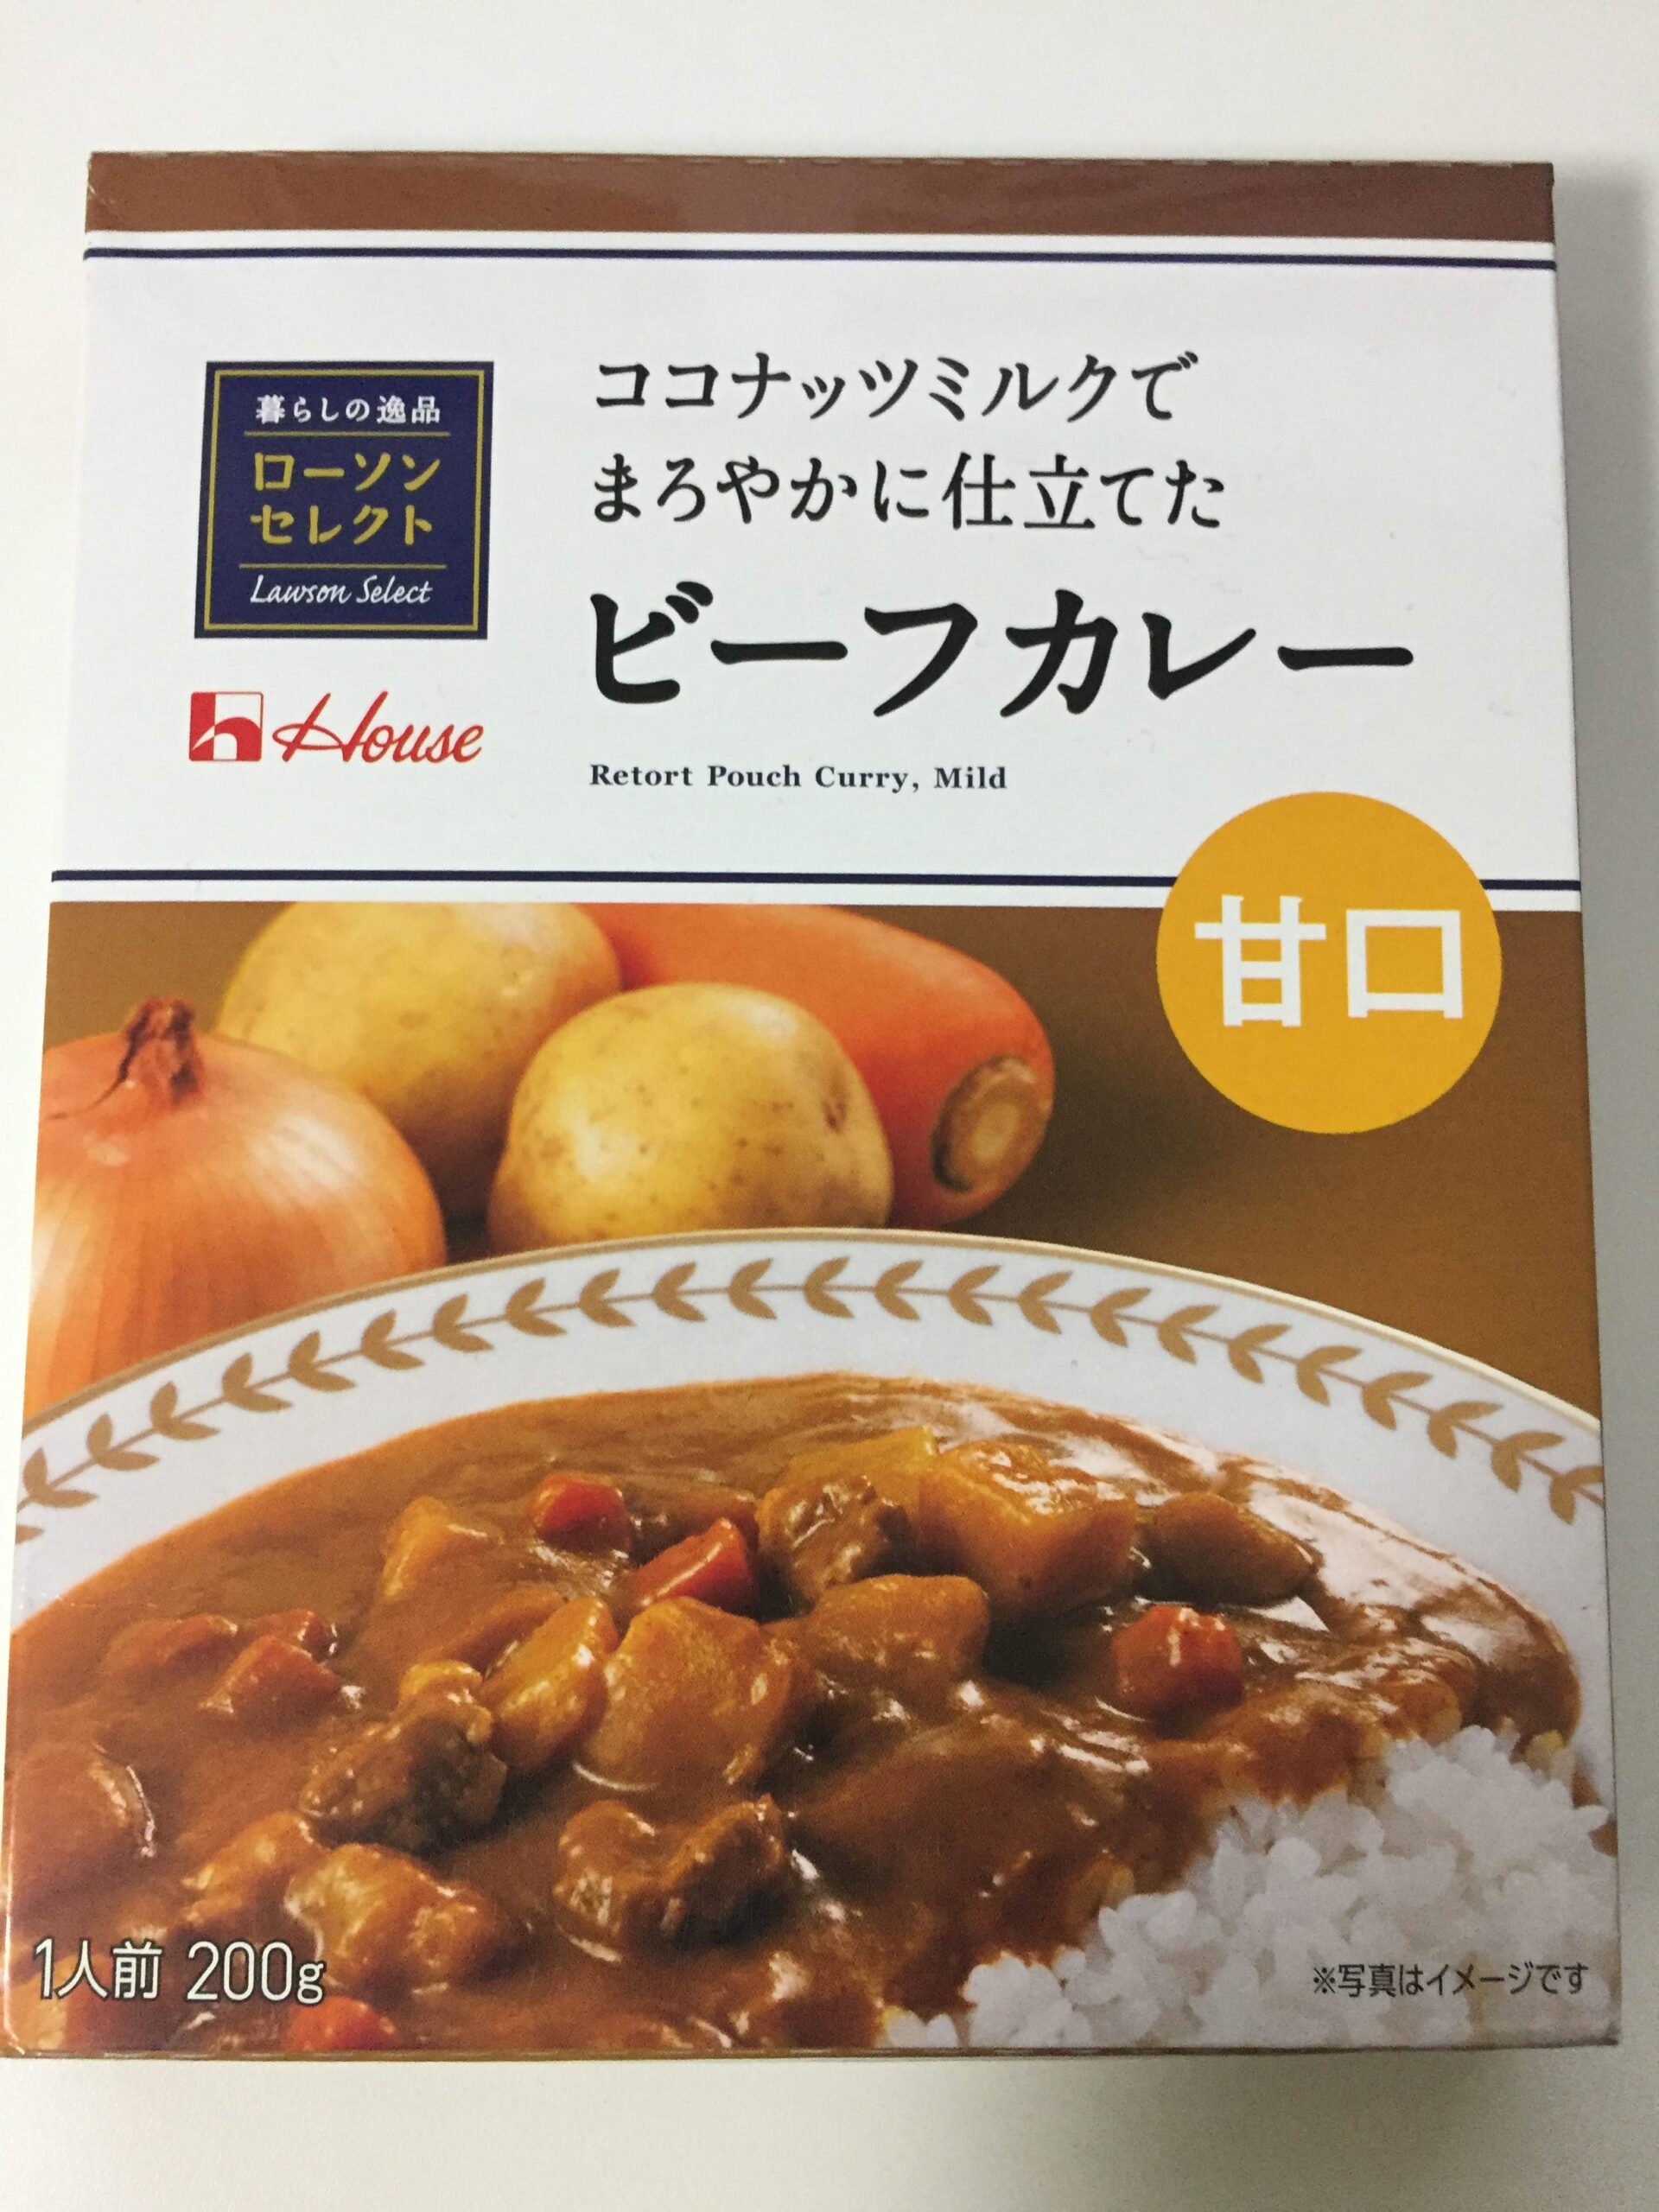 暮らしの逸品
ローソン
セレクト
Lawson Select
House
ココナッツミルクで
まろやかに仕立てた
ビーフカレー
Retort Pouch Curry, Mild
甘口
1人前 200g
※写真はイメージです